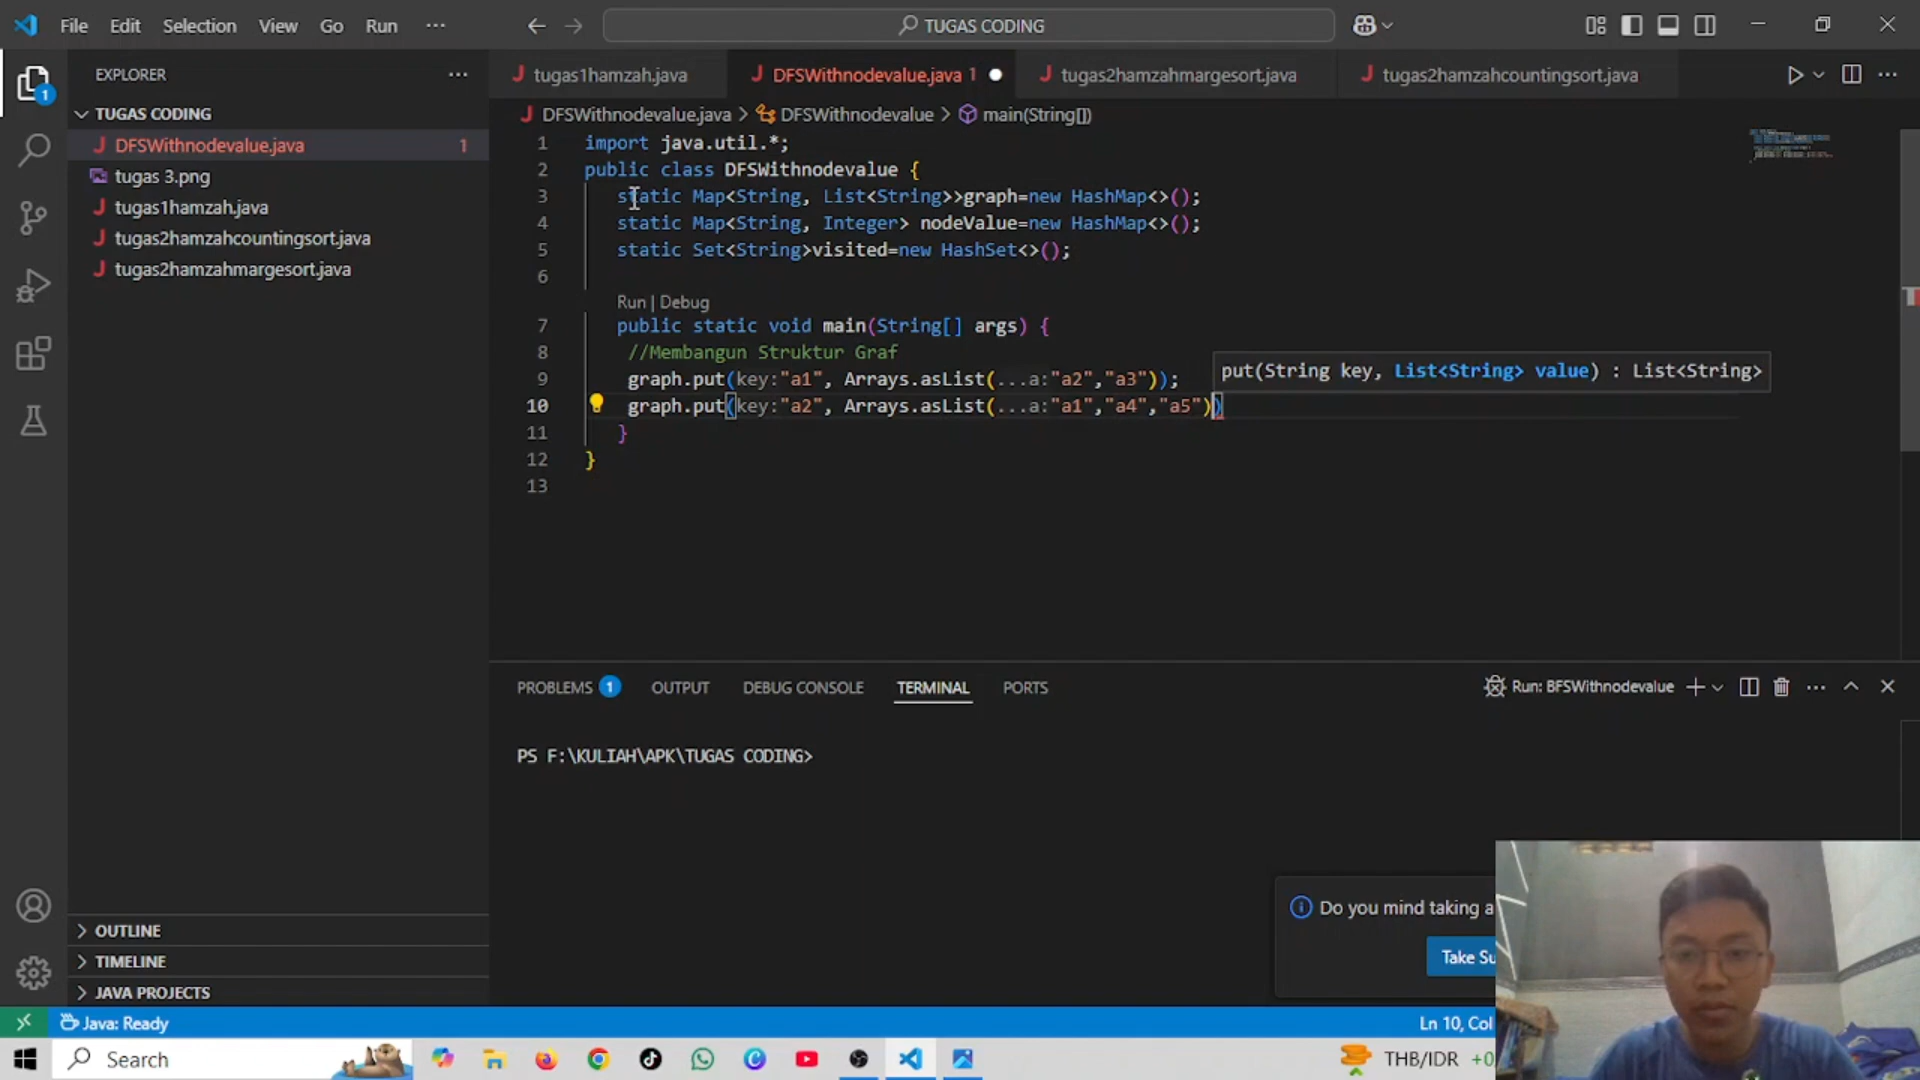 File Edit Selection View Go Run ··· TUGAS CODING
EXPLORER ···
TUGAS CODING
DFSWithnodevalue.java 1
tugas 3.png
tugas1hamzah.java
tugas2hamzahcountingsort.java
tugas2hamzahmargesort.java
OUTLINE
TIMELINE
JAVA PROJECTS
1
tugas1hamzah.java DFSWithnodevalue.java 1 tugas2hamzahmargesort.java tugas2hamzahcountingsort.java
DFSWithnodevalue.java > DFSWithnodevalue > main(String[])
1 import java.util.*;
2 public class DFSWithnodevalue {
3 static Map<String, List<String>>graph=new HashMap<>();
4 static Map<String, Integer> nodeValue=new HashMap<>();
5 static Set<String>visited=new HashSet<>();
6
Run | Debug
7 public static void main(String[] args) {
8 //Membangun Struktur Graf
put(String key, List<String> value) : List<String>
9 graph.put(key:"a1", Arrays.asList(...a:"a2","a3"));
10 graph.put(key:"a2", Arrays.asList(...a:"a1","a4","a5"))
11 }
12 }
13
PROBLEMS 1 OUTPUT DEBUG CONSOLE TERMINAL PORTS Run: BFSWithnodevalue
PS F:\KULIAH\APK\TUGAS CODING>
Do you mind taking a
Take Su
Java: Ready Ln 10, Col
Search THB/IDR +0